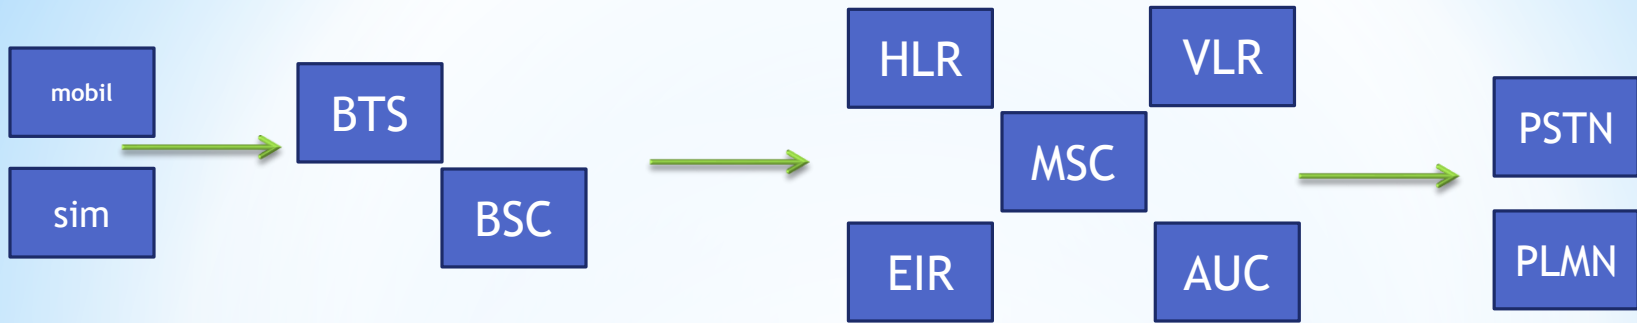 mobil
sim
BTS
BSC
HLR
VLR
MSC
EIR
AUC
PSTN
PLMN